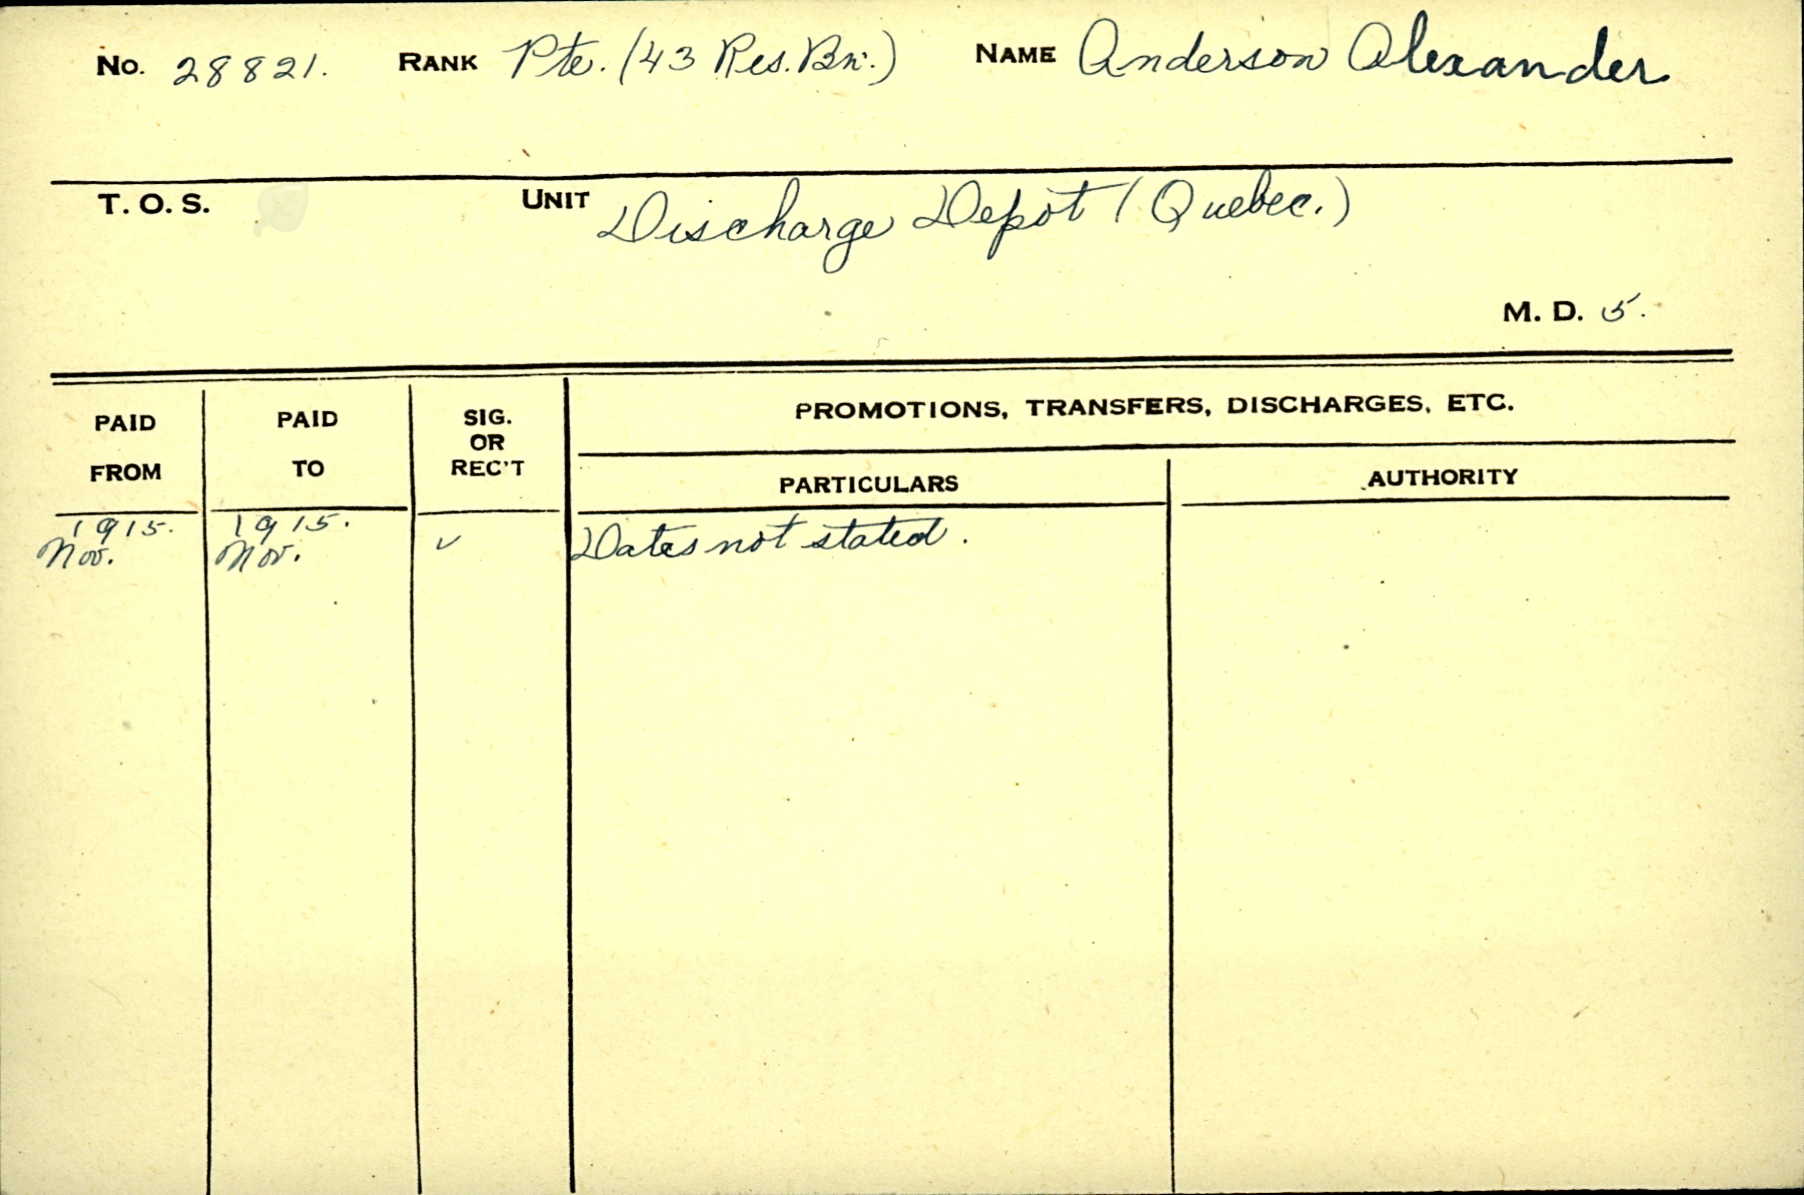 No. 28821. RANK Pte. (43 Res. Bn.) NAME Anderson Alexander
T. O. S. UNIT Discharge Depot (Quebec.)
M. D. 5.
PAID FROM PAID TO SIG. OR REC'T PROMOTIONS, TRANSFERS, DISCHARGES, ETC.
PARTICULARS AUTHORITY
1915. 1915.
Nov. Nov. ✓ Dates not stated.